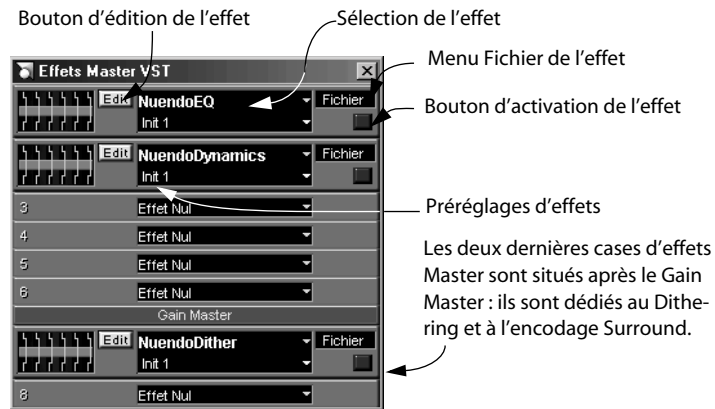 Bouton d'édition de l'effet
Sélection de l'effet
Menu Fichier de l'effet
Bouton d'activation de l'effet
Effets Master VST
Edit NuendoEQ Fichier
Init 1
Edit NuendoDynamics Fichier
Init 1
3 Effet Nul
4 Effet Nul
5 Effet Nul
6 Effet Nul
Gain Master
Edit NuendoDither Fichier
Init 1
8 Effet Nul
Préréglages d'effets
Les deux dernières cases d'effets
Master sont situés après le Gain
Master : ils sont dédiés au Dithe-
ring et à l'encodage Surround.